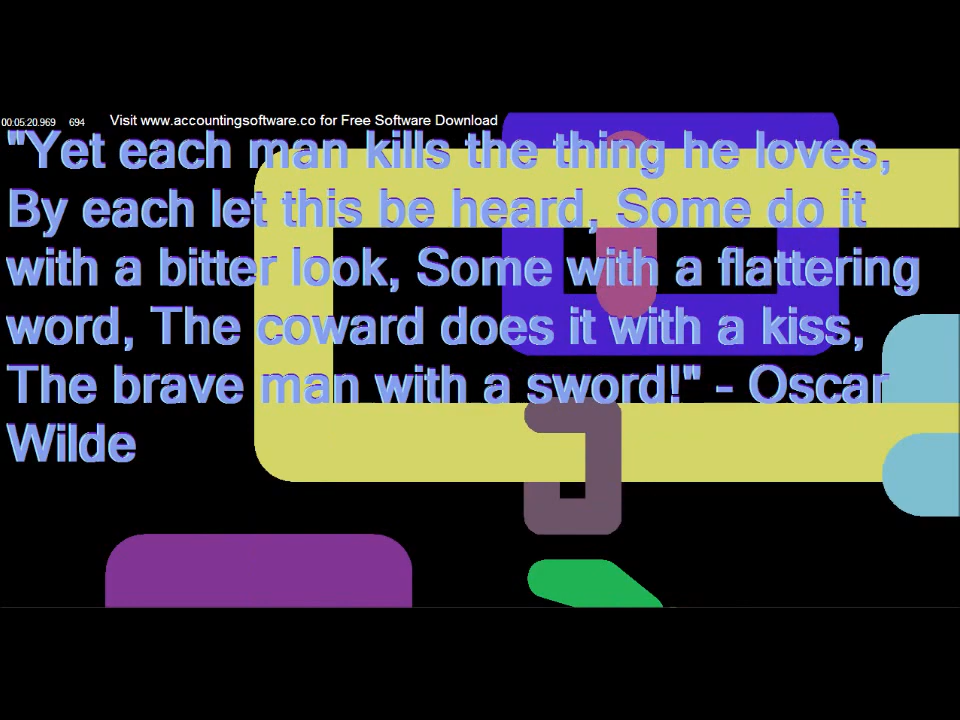 00:05:20.969 694 Visit www.accountingsoftware.co for Free Software Download
"Yet each man kills the thing he loves,
By each let this be heard, Some do it
with a bitter look, Some with a flattering
word, The coward does it with a kiss,
The brave man with a sword!" - Oscar
Wilde